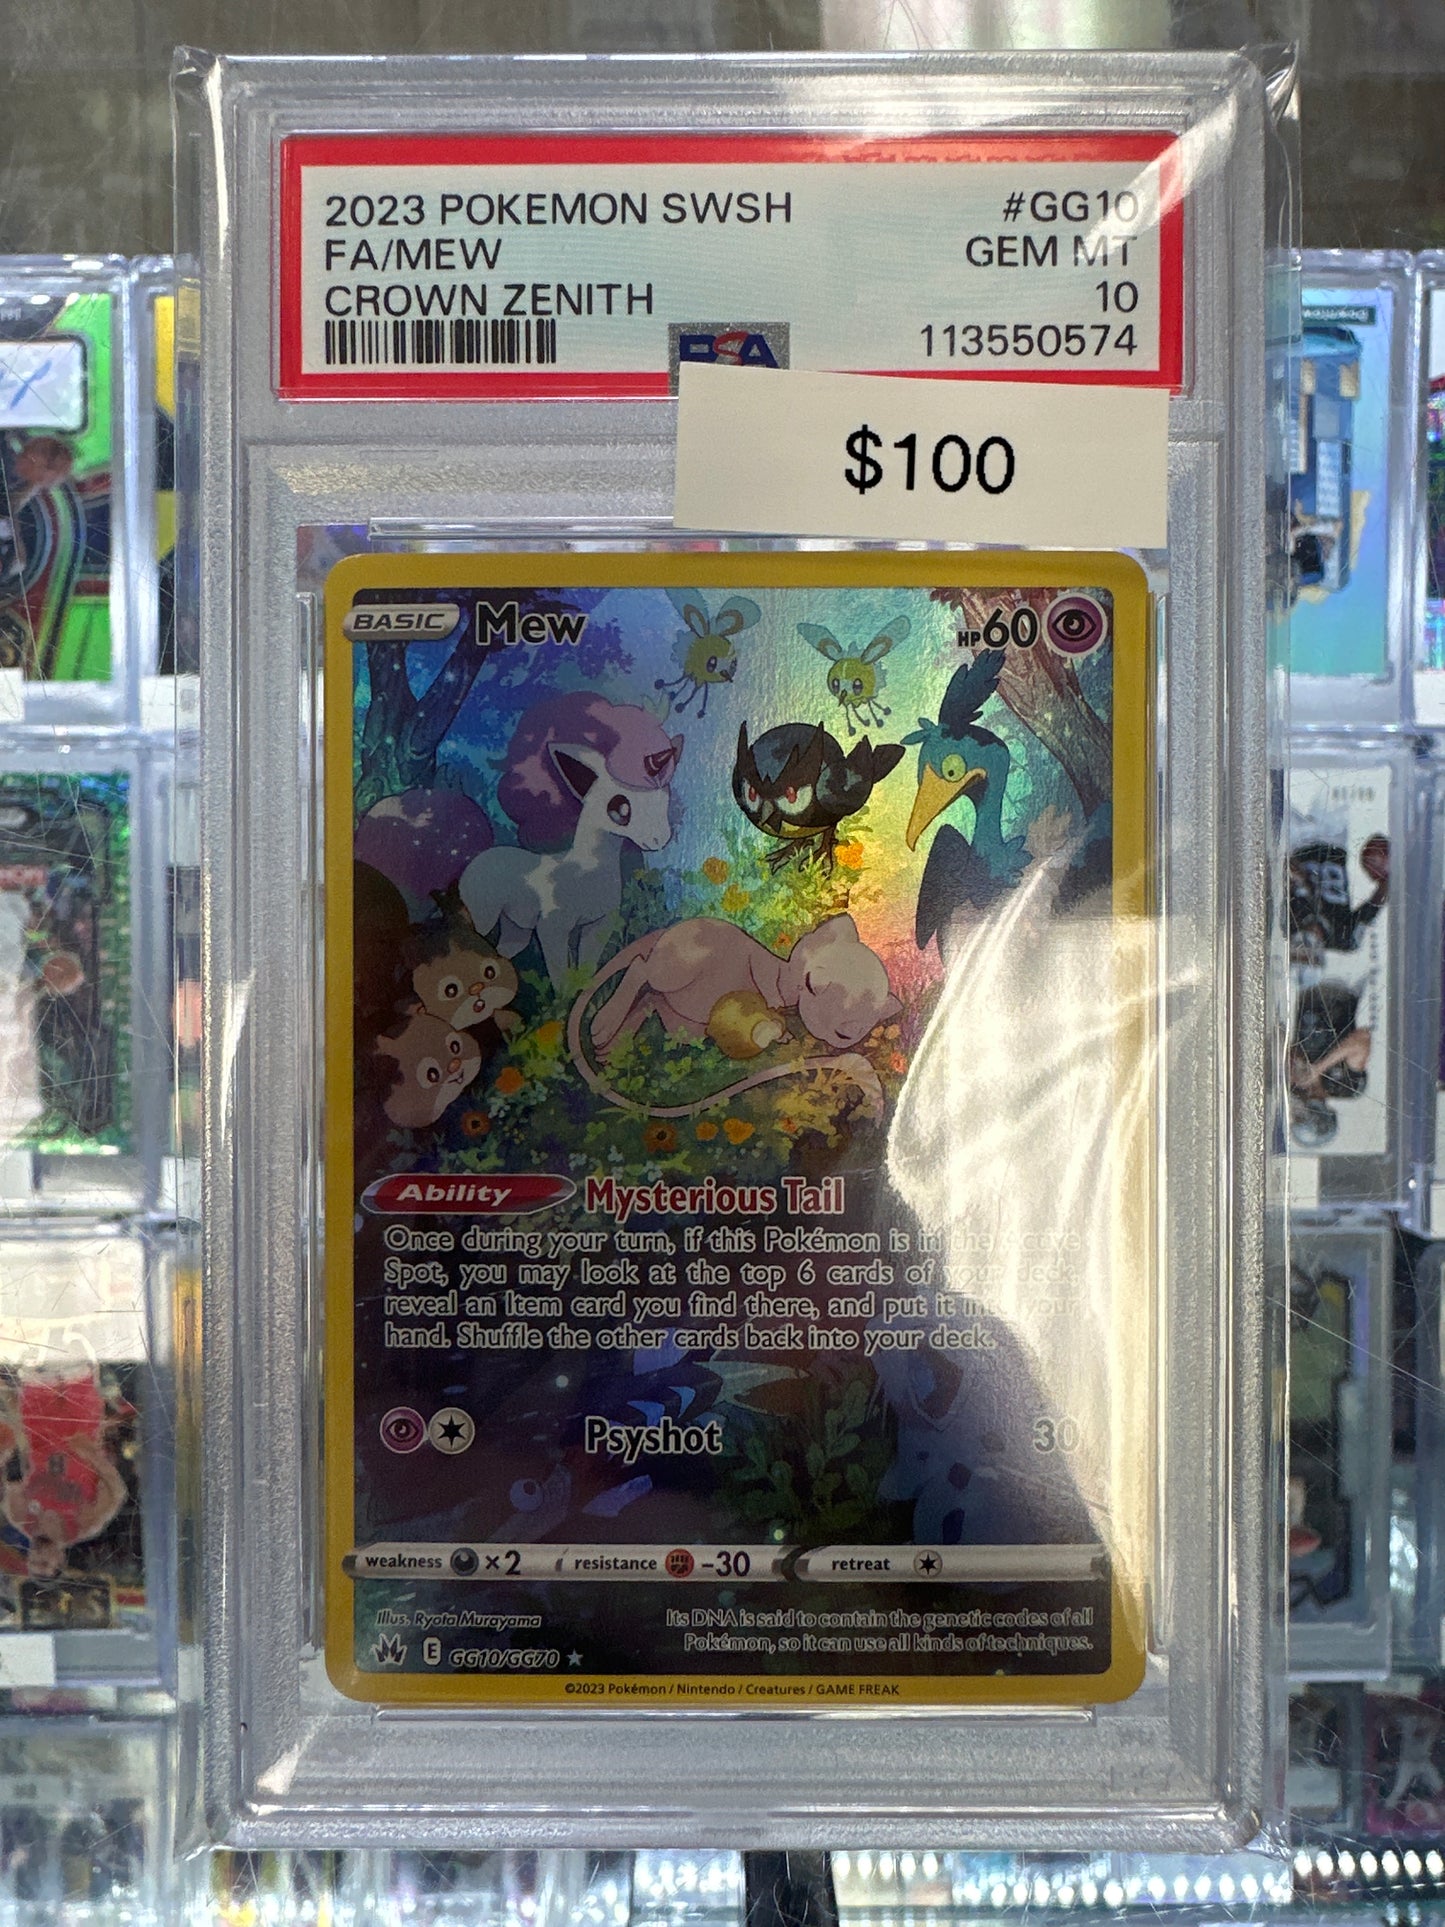 2023 POKEMON SWSH #GG10
FA/MEW GEM MT
CROWN ZENITH 10
113550574
PSA
$100
BASIC Mew HP60
Ability Mysterious Tail
Once during your turn, if this Pokémon is in the Active
Spot, you may look at the top 6 cards of your deck,
reveal an Item card you find there, and put it into your
hand. Shuffle the other cards back into your deck.
Psyshot 30
weakness ×2 resistance -30 retreat
Illus. Ryota Murayama
Its DNA is said to contain the genetic codes of all
Pokémon, so it can use all kinds of techniques.
E GG10/GG70
©2023 Pokémon / Nintendo / Creatures / GAME FREAK